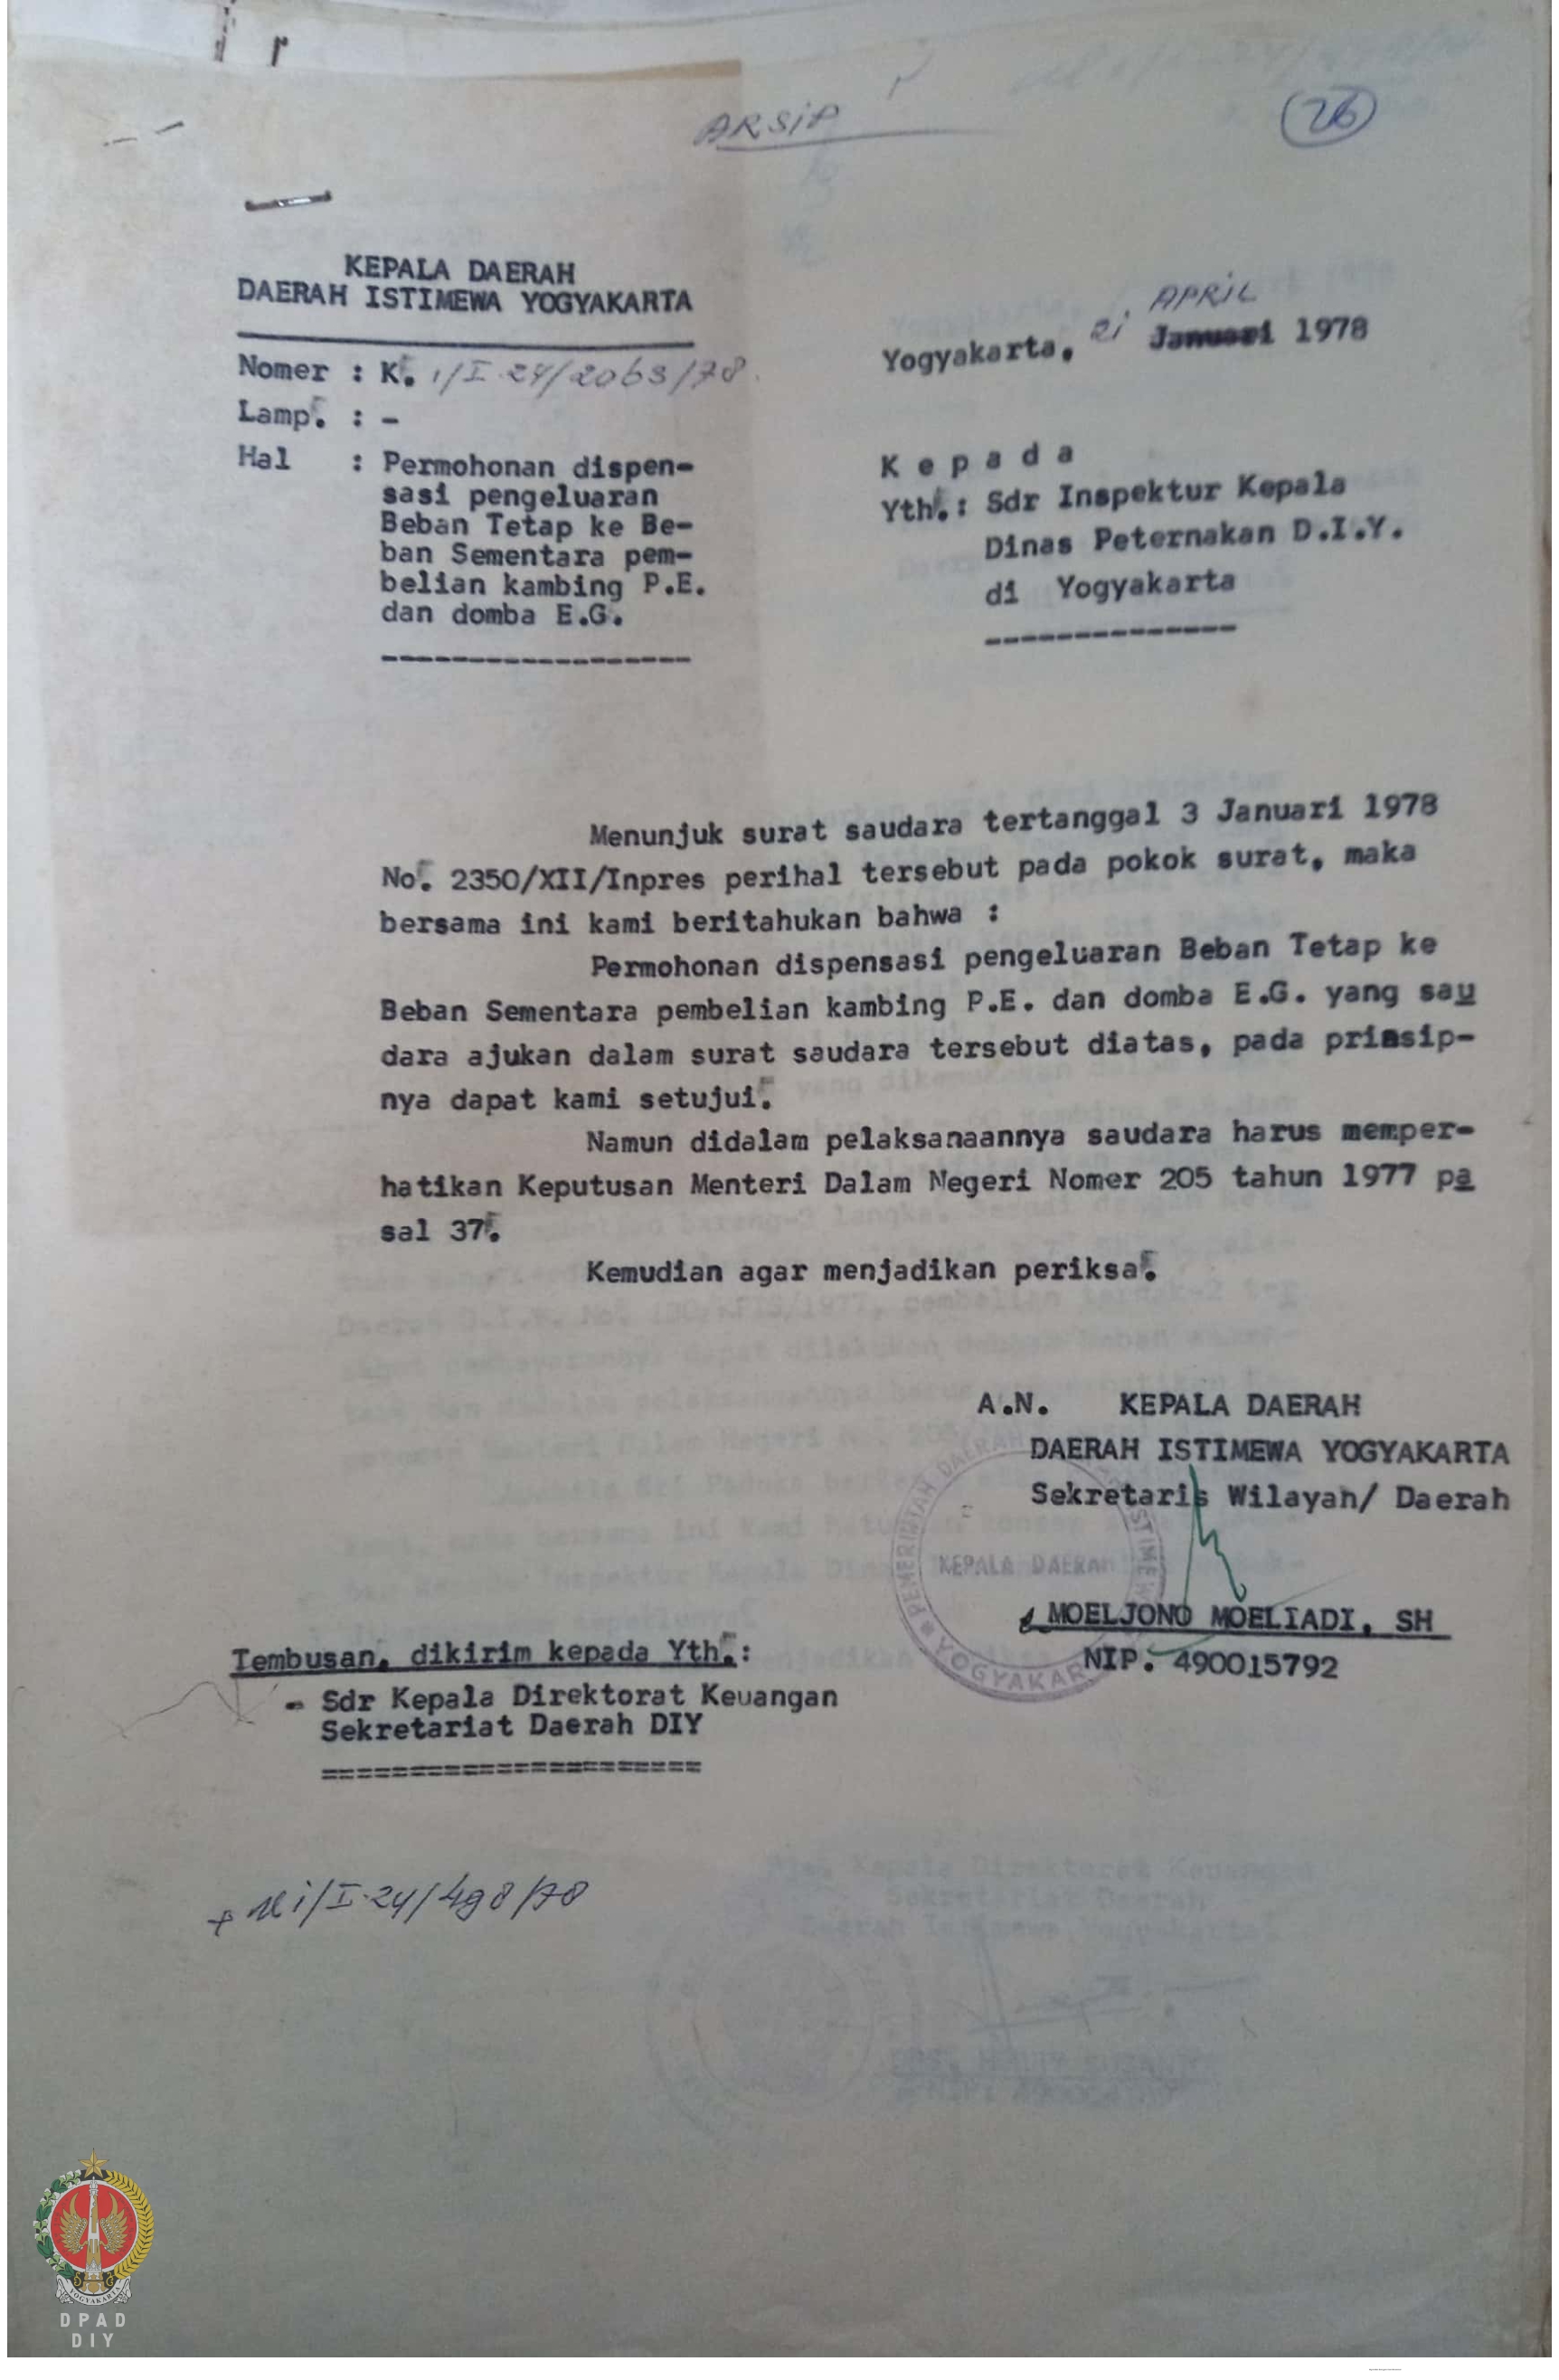 ARSIP
26
KEPALA DAERAH
DAERAH ISTIMEWA YOGYAKARTA
Nomer : K. 1/I.24/2063/78.
Lamp. : -
Hal : Permohonan dispen-
sasi pengeluaran
Beban Tetap ke Be-
ban Sementara pem-
belian kambing P.E.
dan domba E.G.
-------------------
APRIL
Yogyakarta, 21 Januari 1978
K e p a d a
Yth.: Sdr Inspektur Kepala
Dinas Peternakan D.I.Y.
di Yogyakarta
--------------
Menunjuk surat saudara tertanggal 3 Januari 1978
No. 2350/XII/Inpres perihal tersebut pada pokok surat, maka
bersama ini kami beritahukan bahwa :
Permohonan dispensasi pengeluaran Beban Tetap ke
Beban Sementara pembelian kambing P.E. dan domba E.G. yang sau
dara ajukan dalam surat saudara tersebut diatas, pada prinsip-
nya dapat kami setujui.
Namun didalam pelaksanaannya saudara harus memper-
hatikan Keputusan Menteri Dalam Negeri Nomer 205 tahun 1977 pa
sal 37.
Kemudian agar menjadikan periksa.
A.N. KEPALA DAERAH
DAERAH ISTIMEWA YOGYAKARTA
Sekretaris Wilayah/ Daerah
PEMERINTAH DAERAH ISTIMEWA
KEPALA DAERAH
YOGYAKARTA
MOELJONO MOELIADI, SH
NIP. 490015792
Tembusan, dikirim kepada Yth.:
- Sdr Kepala Direktorat Keuangan
Sekretariat Daerah DIY
======================
I.24/498/78
YOGYAKARTA
DPAD
DIY